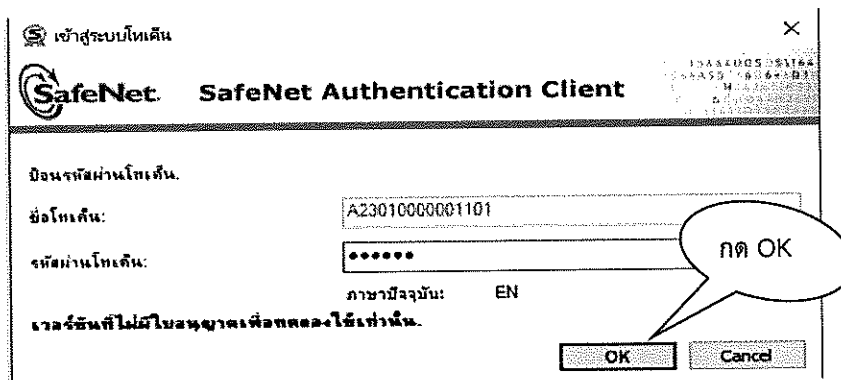 เข้าสู่ระบบโทเค็น
SafeNet. SafeNet Authentication Client
ป้อนรหัสผ่านโทเค็น.
ชื่อโทเค็น: A23010000001101
รหัสผ่านโทเค็น: ••••••
กด OK
ภาษาปัจจุบัน: EN
เวอร์ชันที่ไม่มีใบอนุญาตเพื่อทดลองใช้เท่านั้น.
OK Cancel